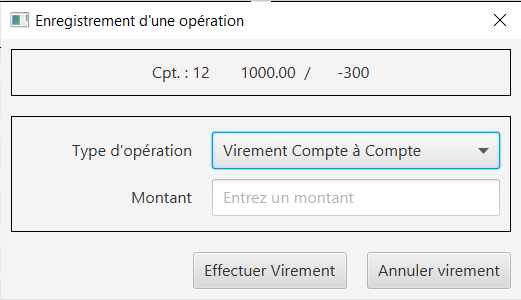 Enregistrement d'une opération
Cpt. : 12 1000.00 / -300
Type d'opération Virement Compte à Compte
Montant Entrez un montant
Effectuer Virement Annuler virement